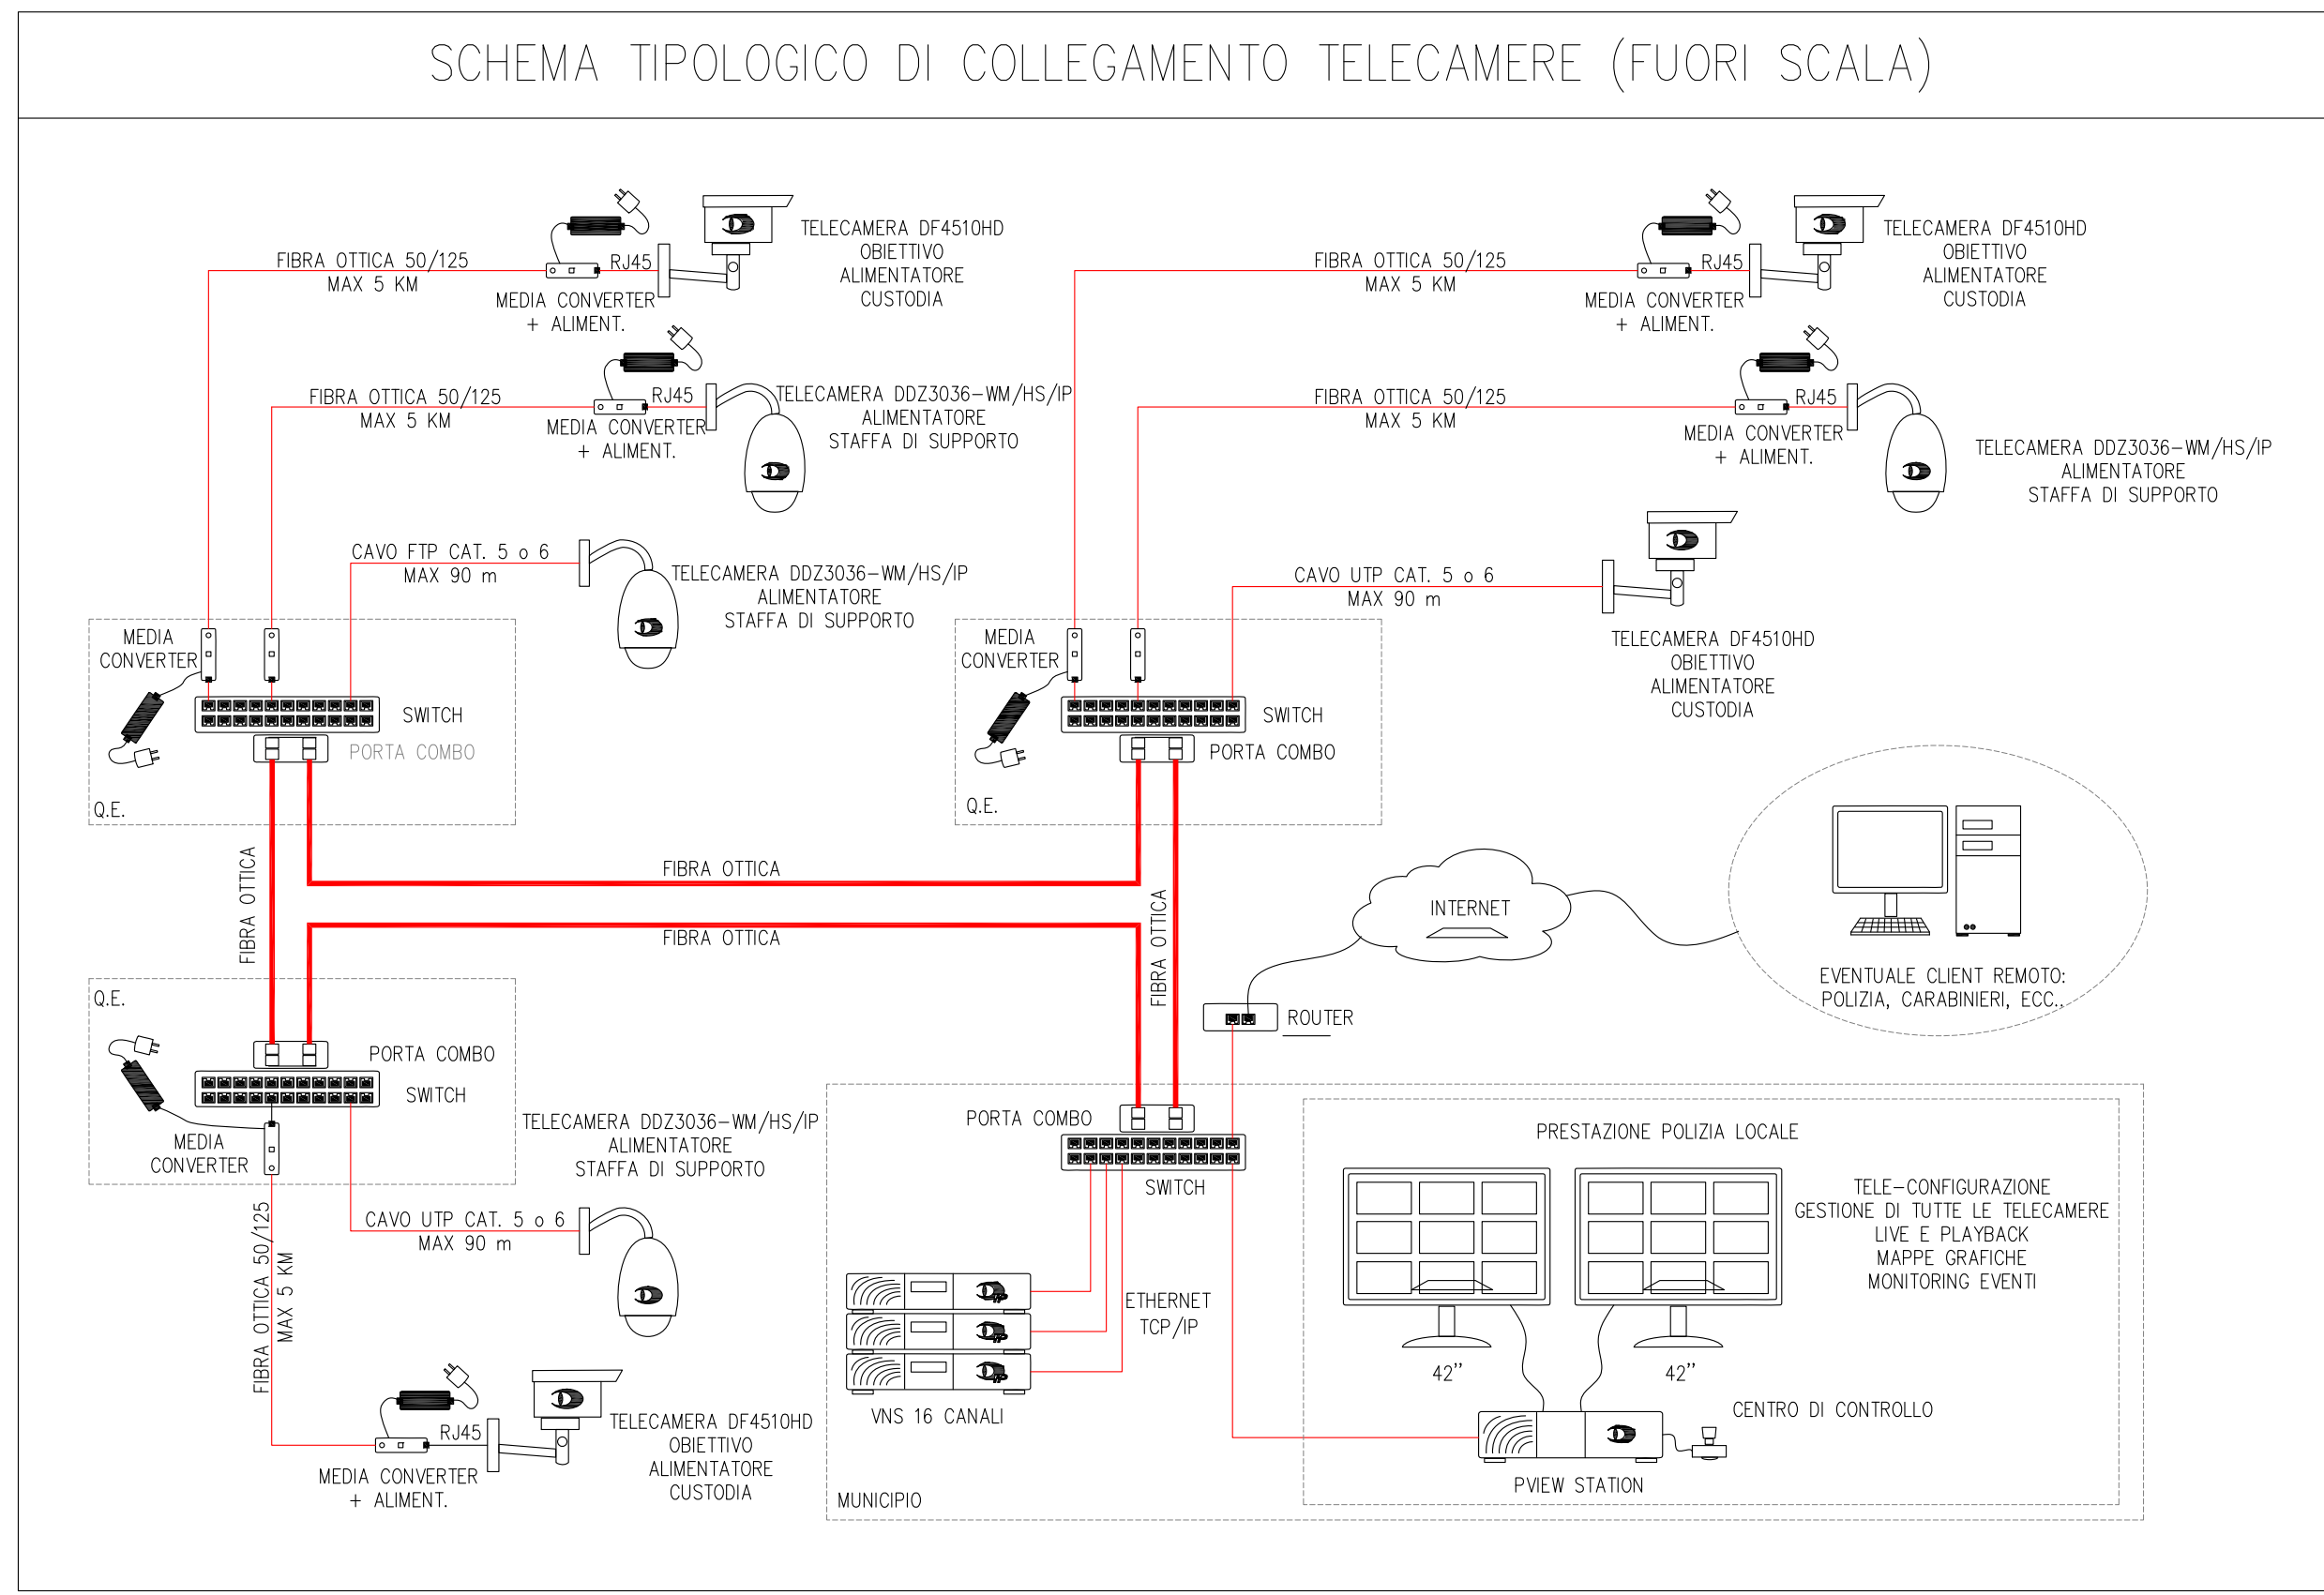 SCHEMA TIPOLOGICO DI COLLEGAMENTO TELECAMERE (FUORI SCALA)
FIBRA OTTICA 50/125
MAX 5 KM
RJ45
MEDIA CONVERTER
+ ALIMENT.
TELECAMERA DF4510HD
OBIETTIVO
ALIMENTATORE
CUSTODIA
FIBRA OTTICA 50/125
MAX 5 KM
RJ45
MEDIA CONVERTER
+ ALIMENT.
TELECAMERA DDZ3036-WM/HS/IP
ALIMENTATORE
STAFFA DI SUPPORTO
CAVO FTP CAT. 5 o 6
MAX 90 m
TELECAMERA DDZ3036-WM/HS/IP
ALIMENTATORE
STAFFA DI SUPPORTO
MEDIA
CONVERTER
SWITCH
PORTA COMBO
Q.E.
FIBRA OTTICA 50/125
MAX 5 KM
RJ45
MEDIA CONVERTER
+ ALIMENT.
TELECAMERA DF4510HD
OBIETTIVO
ALIMENTATORE
CUSTODIA
FIBRA OTTICA 50/125
MAX 5 KM
RJ45
MEDIA CONVERTER
+ ALIMENT.
TELECAMERA DDZ3036-WM/HS/IP
ALIMENTATORE
STAFFA DI SUPPORTO
CAVO UTP CAT. 5 o 6
MAX 90 m
TELECAMERA DF4510HD
OBIETTIVO
ALIMENTATORE
CUSTODIA
MEDIA
CONVERTER
SWITCH
PORTA COMBO
Q.E.
FIBRA OTTICA
FIBRA OTTICA
FIBRA OTTICA
FIBRA OTTICA
INTERNET
ROUTER
EVENTUALE CLIENT REMOTO:
POLIZIA, CARABINIERI, ECC..
Q.E.
PORTA COMBO
SWITCH
MEDIA
CONVERTER
TELECAMERA DDZ3036-WM/HS/IP
ALIMENTATORE
STAFFA DI SUPPORTO
CAVO UTP CAT. 5 o 6
MAX 90 m
FIBRA OTTICA 50/125
MAX 5 KM
RJ45
MEDIA CONVERTER
+ ALIMENT.
TELECAMERA DF4510HD
OBIETTIVO
ALIMENTATORE
CUSTODIA
PORTA COMBO
SWITCH
ETHERNET
TCP/IP
VNS 16 CANALI
MUNICIPIO
PRESTAZIONE POLIZIA LOCALE
TELE-CONFIGURAZIONE
GESTIONE DI TUTTE LE TELECAMERE
LIVE E PLAYBACK
MAPPE GRAFICHE
MONITORING EVENTI
42''
42''
CENTRO DI CONTROLLO
PVIEW STATION